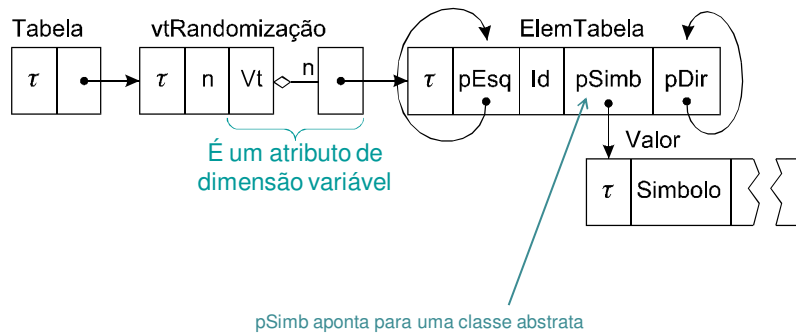 Tabela vtRandomização ElemTabela
τ τ n Vt n τ pEsq Id pSimb pDir
É um atributo de
dimensão variável
Valor
τ Simbolo
pSimb aponta para uma classe abstrata